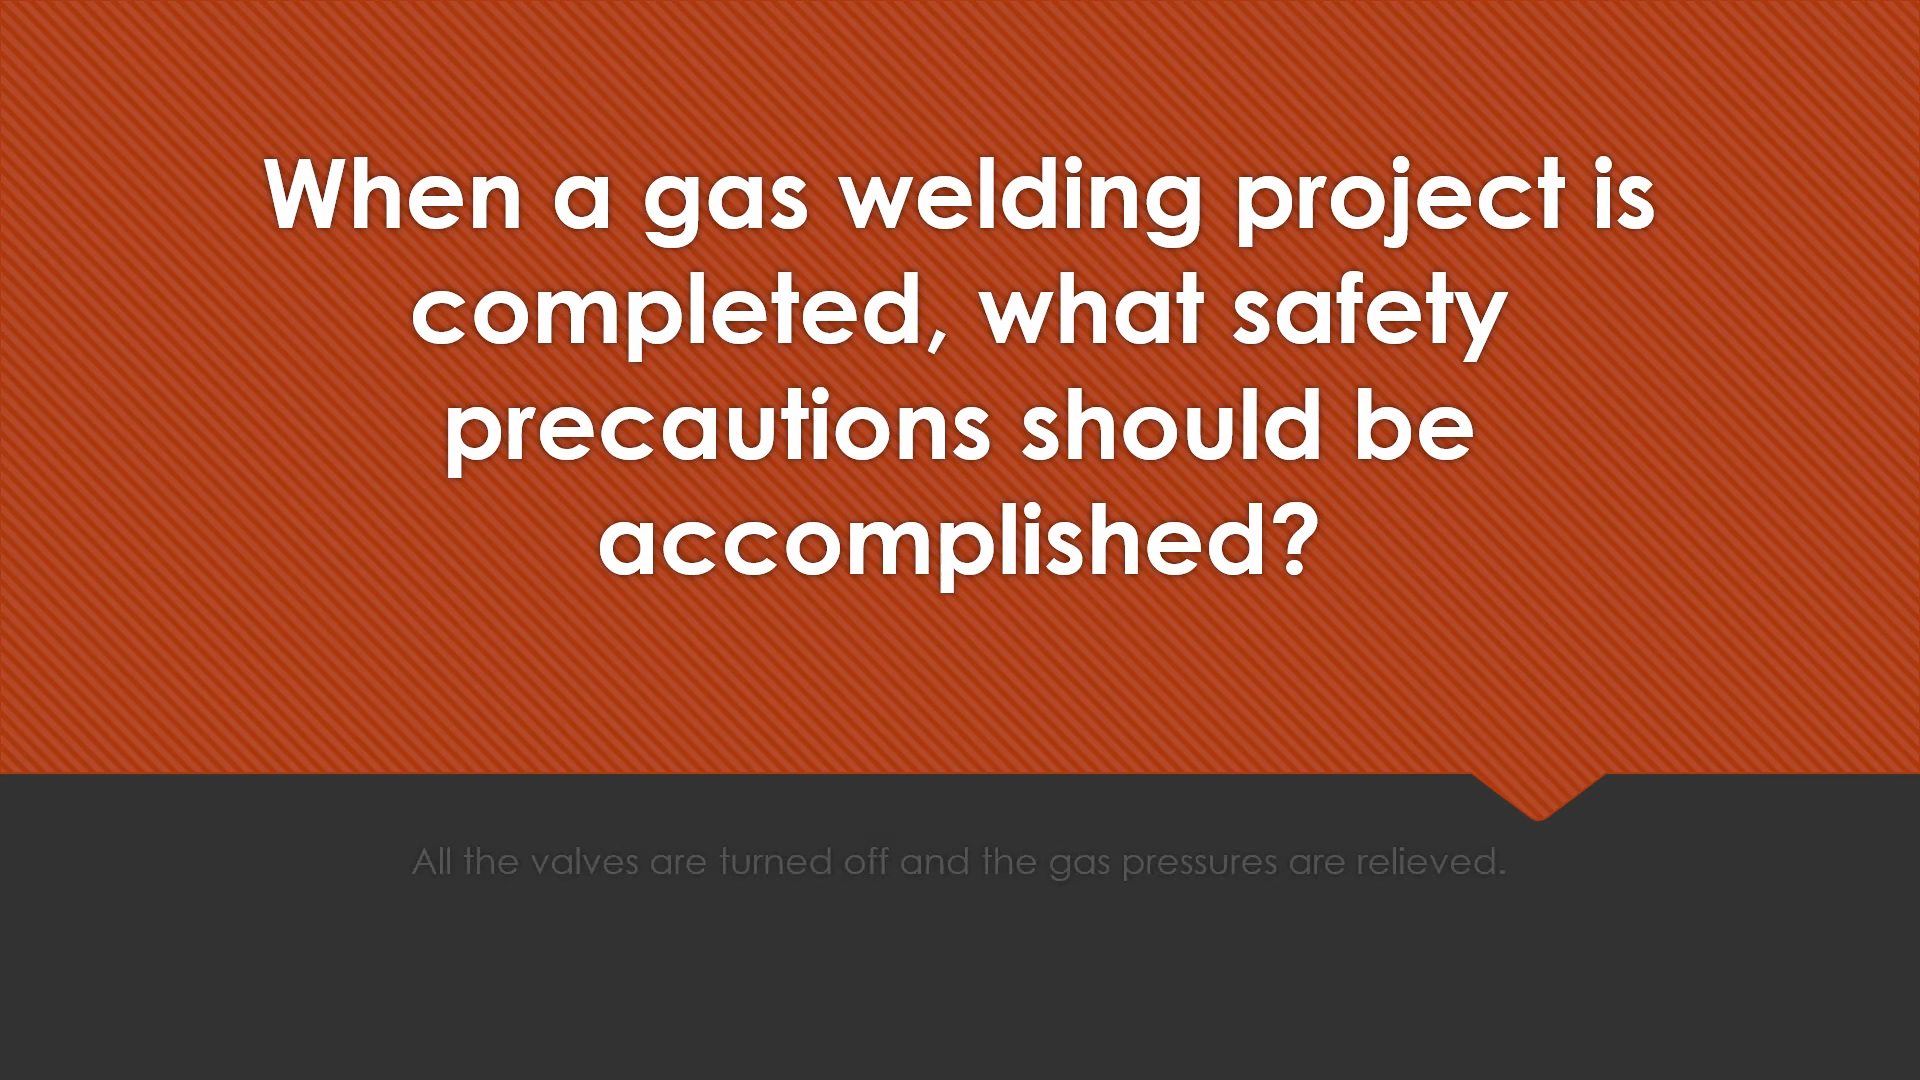 When a gas welding project is
completed, what safety
precautions should be
accomplished?
All the valves are turned off and the gas pressures are relieved.